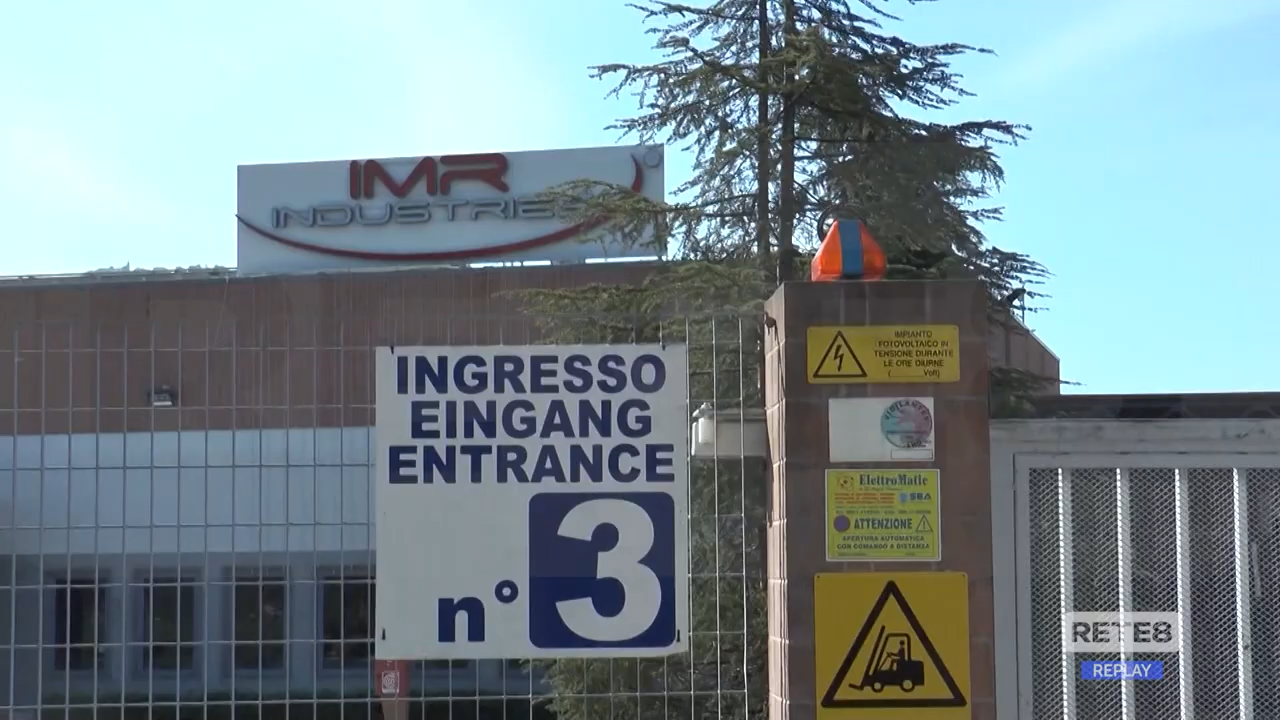 IMR
INDUSTRIES
INGRESSO
EINGANG
ENTRANCE
n° 3
IMPIANTO
FOTOVOLTAICO IN
TENSIONE DURANTE
LE ORE DIURNE
(............Volt)
ElettroMatic
SEA
ATTENZIONE
APERTURA AUTOMATICA
CON COMANDO A DISTANZA
RETE8
REPLAY